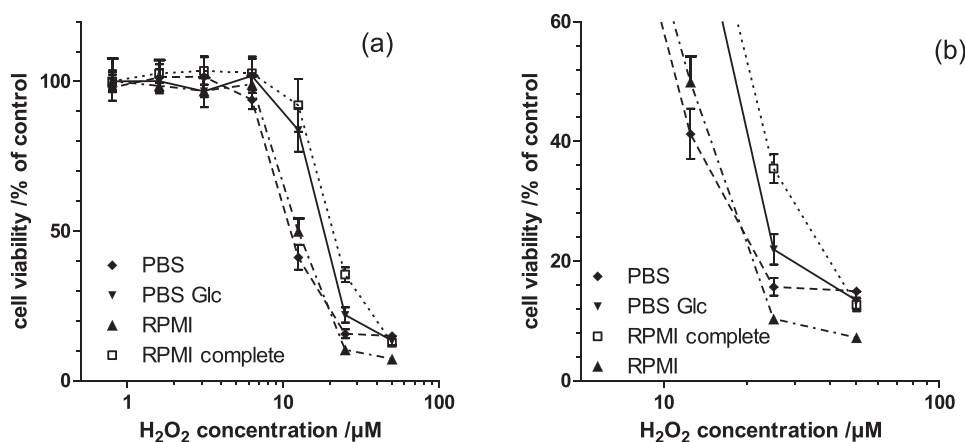 (a)
cell viability /% of control
100
50
0
PBS
PBS Glc
RPMI
RPMI complete
1
10
100
H₂O₂ concentration /µM
(b)
cell viability /% of control
60
40
20
0
PBS
PBS Glc
RPMI complete
RPMI
10
100
H₂O₂ concentration /µM